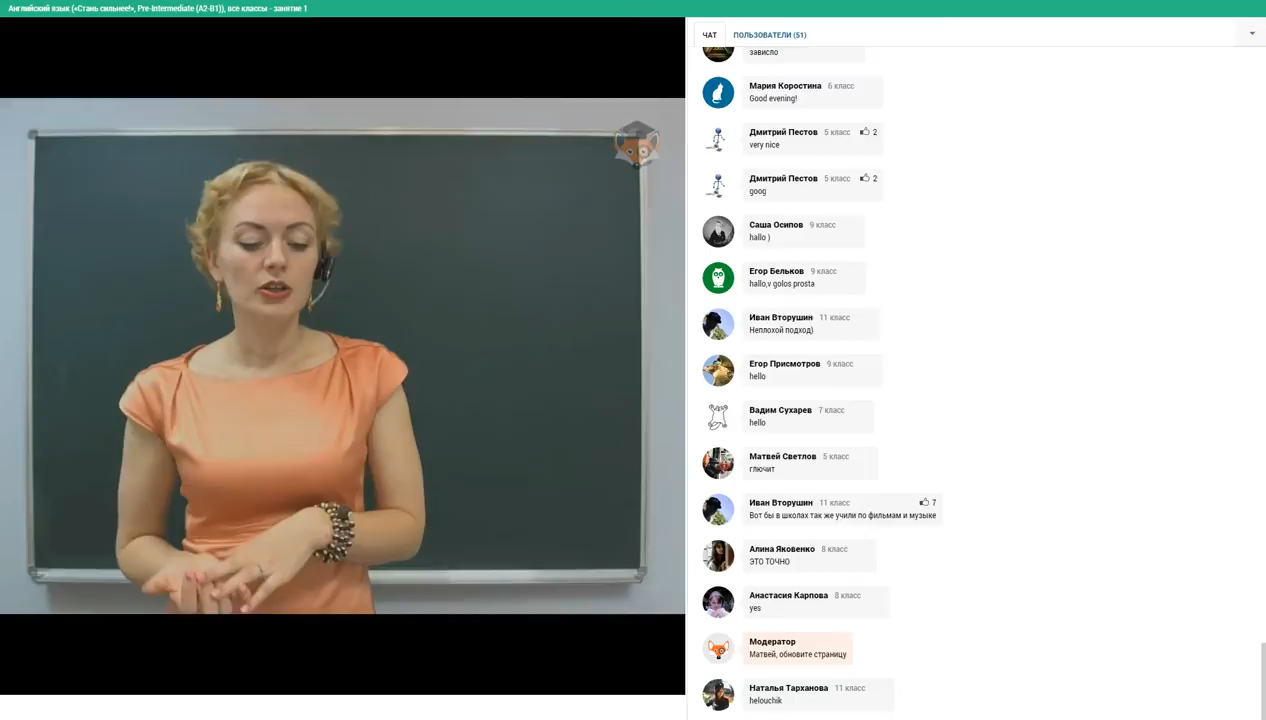 Английский язык («Стань сильнее!», Pre-Intermediate (A2-B1)), все классы - занятие 1
ЧАТ
ПОЛЬЗОВАТЕЛИ (51)
зависло
Мария Коростина 6 класс
Good evening!
Дмитрий Пестов 5 класс 2
very nice
Дмитрий Пестов 5 класс 2
goog
Саша Осипов 9 класс
hallo )
Егор Бельков 9 класс
hallo,v golos prosta
Иван Вторушин 11 класс
Неплохой подход)
Егор Присмотров 9 класс
hello
Вадим Сухарев 7 класс
hello
Матвей Светлов 5 класс
глючит
Иван Вторушин 11 класс 7
Вот бы в школах так же учили по фильмам и музыке
Алина Яковенко 8 класс
ЭТО ТОЧНО
Анастасия Карпова 8 класс
yes
Модератор
Матвей, обновите страницу
Наталья Тарханова 11 класс
helouchik